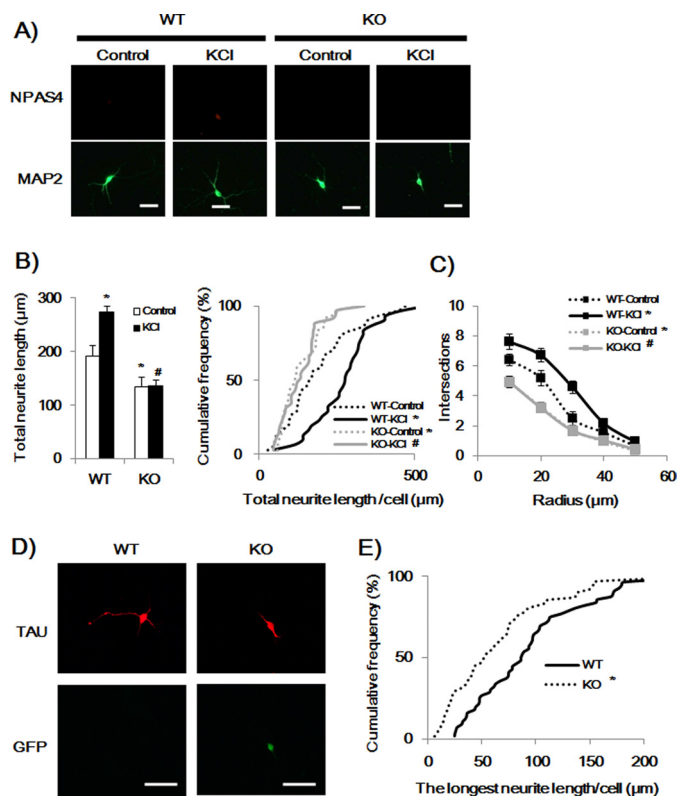 A)
WT KO
Control KCl Control KCl
NPAS4
MAP2
B)
Total neurite length (µm)
300
200
100
0
* * #
Control
KCl
WT KO
Cumulative frequency (%)
100
50
0
WT-Control
WT-KCl *
KO-Control *
KO-KCl #
0 500
Total neurite length/cell (µm)
C)
WT-Control
WT-KCl *
KO-Control *
KO-KCl #
Intersections
10
8
6
4
2
0
0 20 40 60
Radius (µm)
D)
WT KO
TAU
GFP
E)
Cumulative frequency (%)
100
50
0
WT
KO *
0 50 100 150 200
The longest neurite length/cell (µm)